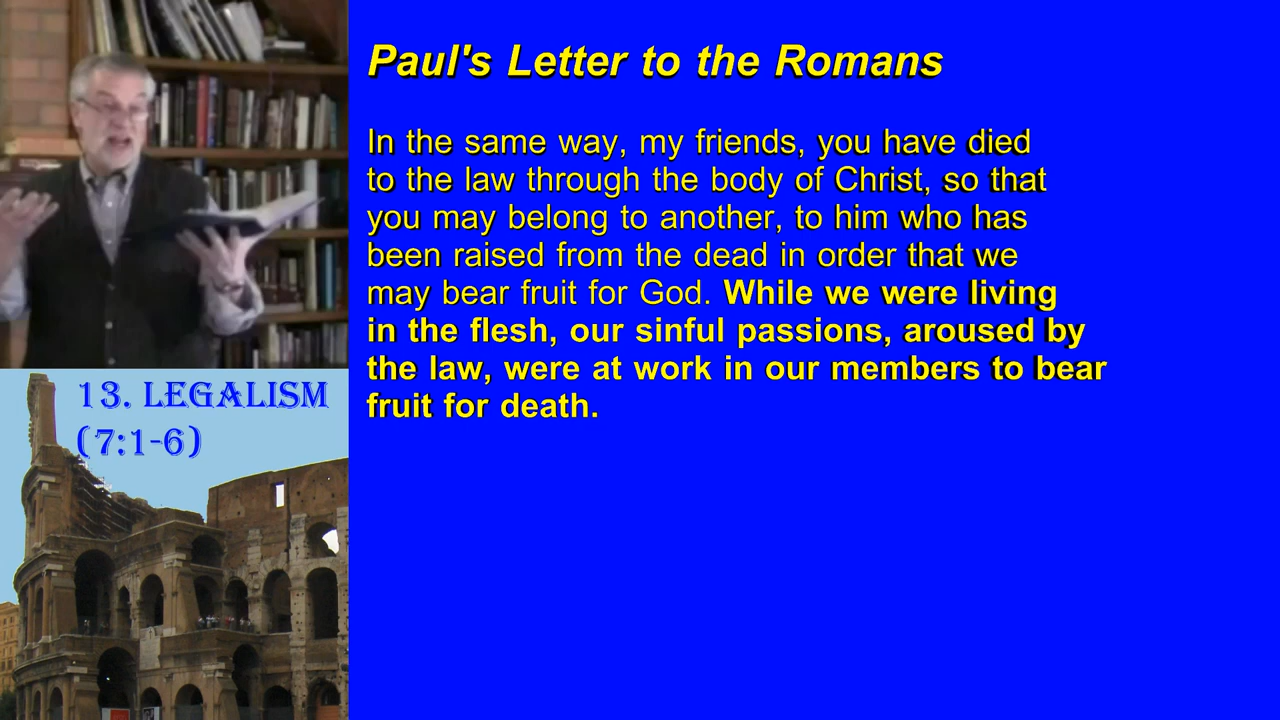 Paul's Letter to the Romans
In the same way, my friends, you have died
to the law through the body of Christ, so that
you may belong to another, to him who has
been raised from the dead in order that we
may bear fruit for God. While we were living
in the flesh, our sinful passions, aroused by
the law, were at work in our members to bear
fruit for death.
13. LEGALISM
(7:1-6)